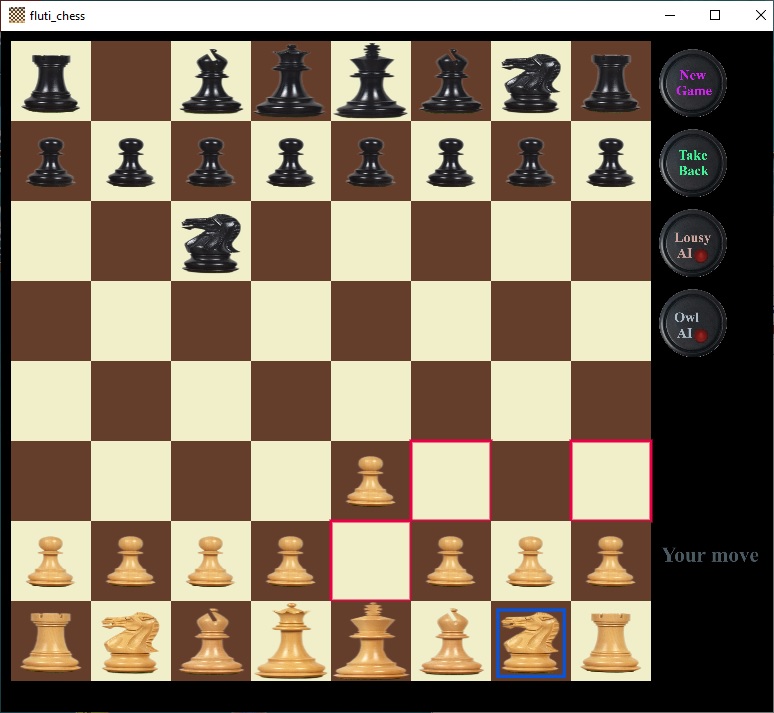 fluti_chess
New
Game
Take
Back
Lousy
AI
Owl
AI
Your move